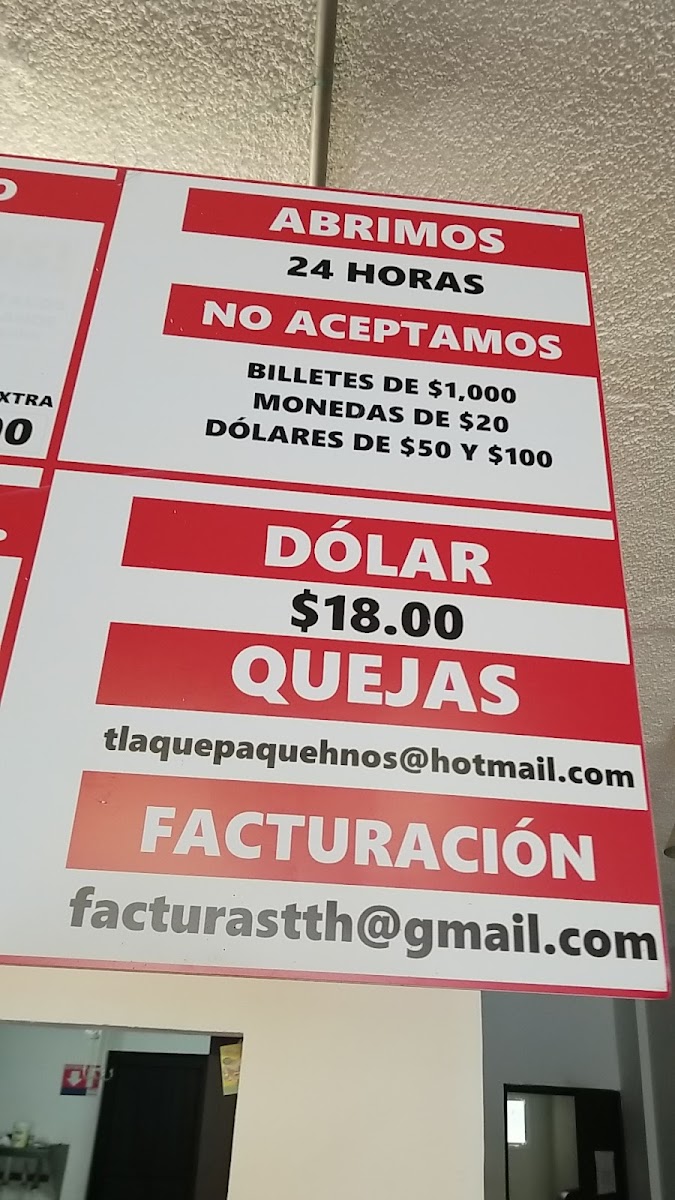 ABRIMOS
24 HORAS
NO ACEPTAMOS
BILLETES DE $1,000
MONEDAS DE $20
DÓLARES DE $50 Y $100
DÓLAR
$18.00
QUEJAS
tlaquepaquehnos@hotmail.com
FACTURACIÓN
facturastth@gmail.com